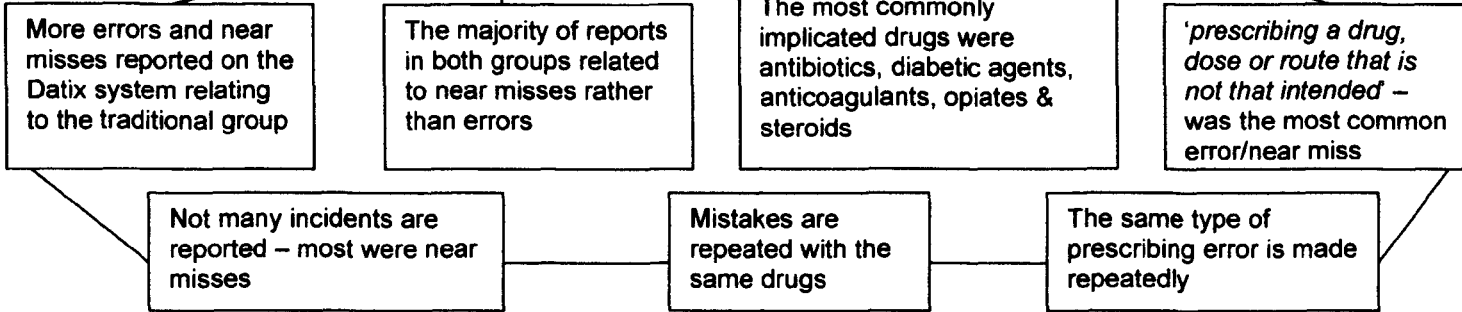 More errors and near
misses reported on the
Datix system relating
to the traditional group
The majority of reports
in both groups related
to near misses rather
than errors
The most commonly
implicated drugs were
antibiotics, diabetic agents,
anticoagulants, opiates &
steroids
'prescribing a drug,
dose or route that is
not that intended' –
was the most common
error/near miss
Not many incidents are
reported – most were near
misses
Mistakes are
repeated with the
same drugs
The same type of
prescribing error is made
repeatedly